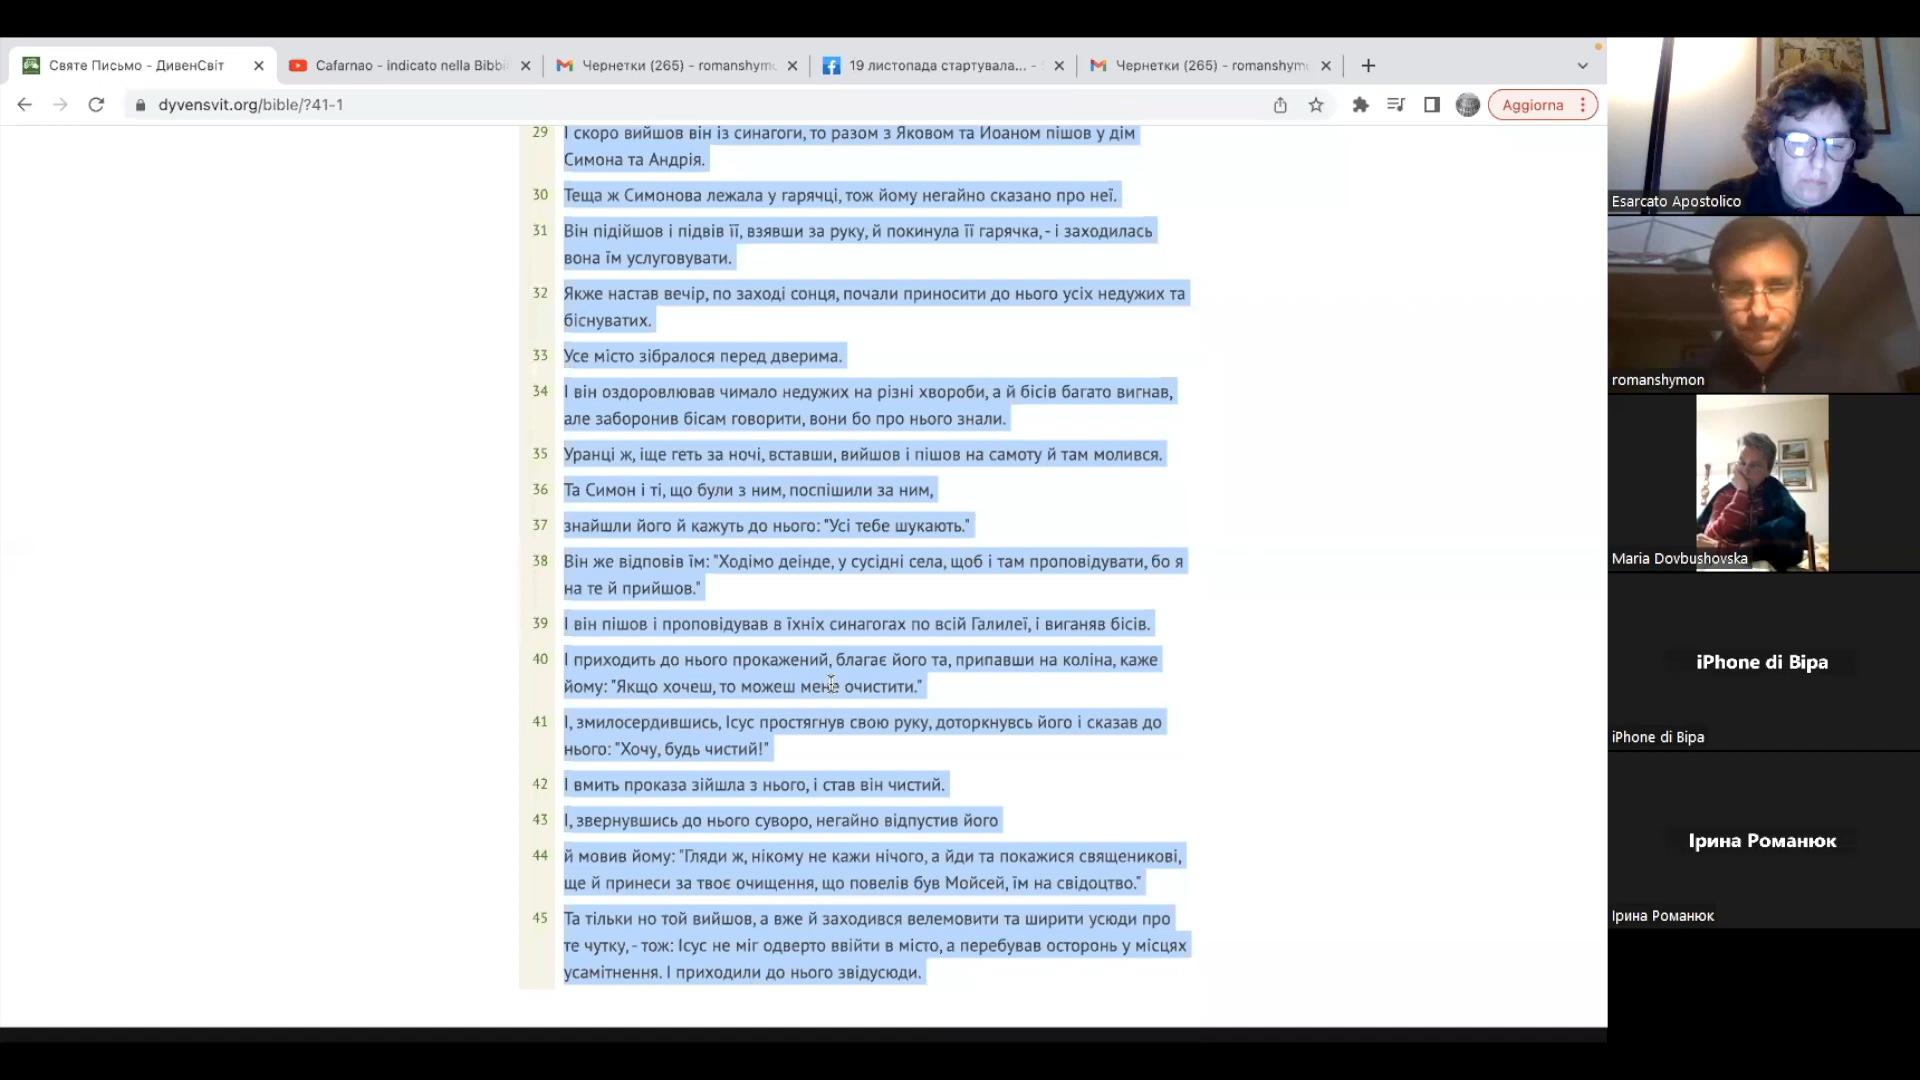 Святе Письмо - ДивенСвіт
Cafarnao - indicato nella Bibbi
Чернетки (265) - romanshym
19 листопада стартувала... -
Чернетки (265) - romanshym
dyvensvit.org/bible/?41-1
Aggiorna
29 І скоро вийшов він із синагоги, то разом з Яковом та Йоаном пішов у дім
Симона та Андрія.
30 Теща ж Симонова лежала у гарячці, тож йому негайно сказано про неї.
31 Він підійшов і підвів її, взявши за руку, й покинула її гарячка, - і заходилась
вона їм услуговувати.
32 Якже настав вечір, по заході сонця, почали приносити до нього усіх недужих та
біснуватих.
33 Усе місто зібралося перед дверима.
34 І він оздоровлював чимало недужих на різні хвороби, а й бісів багато вигнав,
але заборонив бісам говорити, вони бо про нього знали.
35 Уранці ж, іще геть за ночі, вставши, вийшов і пішов на самоту й там молився.
36 Та Симон і ті, що були з ним, поспішили за ним,
37 знайшли його й кажуть до нього: "Усі тебе шукають."
38 Він же відповів їм: "Ходімо деінде, у сусідні села, щоб і там проповідувати, бо я
на те й прийшов."
39 І він пішов і проповідував в їхніх синагогах по всій Галилеї, і виганяв бісів.
40 І приходить до нього прокажений, благає його та, припавши на коліна, каже
йому: "Якщо хочеш, то можеш мене очистити."
41 І, змилосердившись, Ісус простягнув свою руку, доторкнувсь його і сказав до
нього: "Хочу, будь чистий!"
42 І вмить проказа зійшла з нього, і став він чистий.
43 І, звернувшись до нього суворо, негайно відпустив його
44 й мовив йому: "Гляди ж, нікому не кажи нічого, а йди та покажися священикові,
ще й принеси за твоє очищення, що повелів був Мойсей, їм на свідоцтво."
45 Та тільки но той вийшов, а вже й заходився велемовити та ширити усюди про
те чутку, - тож: Ісус не міг одверто ввійти в місто, а перебував осторонь у місцях
усамітнення. І приходили до нього звідусюди.
Esarcato Apostolico
romanshymon
Maria Dovbushovska
iPhone di Віра
iPhone di Віра
Ірина Романюк
Ірина Романюк